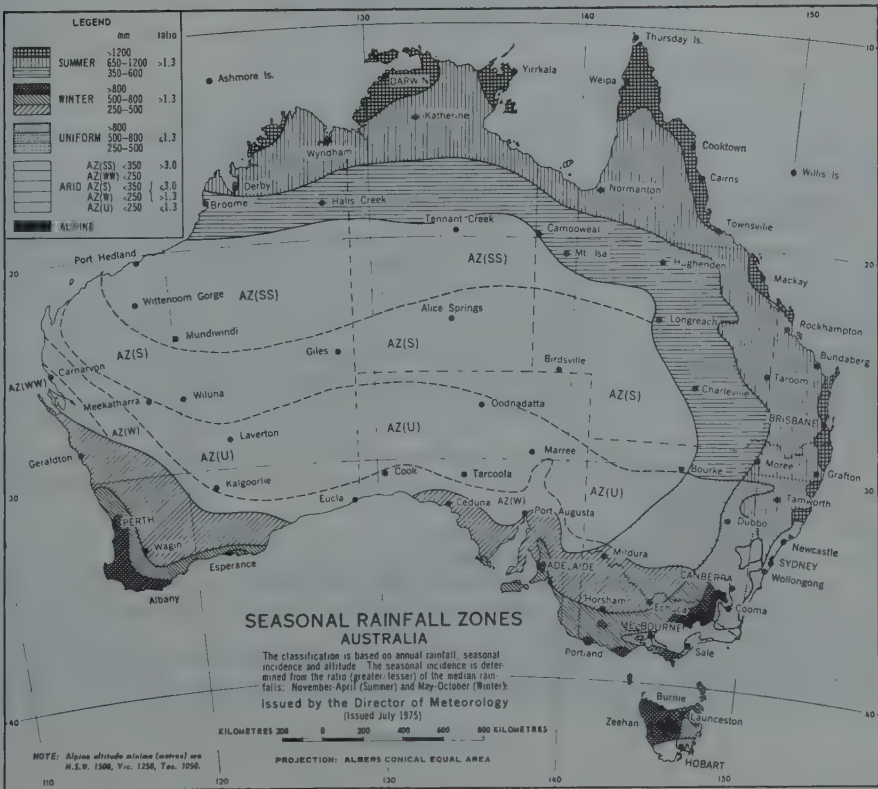 LEGEND
mm ratio
SUMMER
>1200
650-1200 >1.3
350-600
WINTER
>800
500-800 >1.3
250-500
UNIFORM
>800
500-800 ≤1.3
250-500
ARID
AZ(SS) <350 >3.0
AZ(WW) <250
AZ(S) <350 { ≤3.0
AZ(W) <250 } >1.3
AZ(U) <250 ≤1.3
ALPINE
130
140
150
10
Thursday Is.
Ashmore Is.
DARWIN
Yirrkala
Weipa
Katherine
Wyndham
Cooktown
Willis Is
Derby
Cairns
Normanton
Broome
Halls Creek
Tennant Creek
Camooweal
Townsville
Port Hedland
AZ(SS)
Mt. Isa
Hughenden
20
20
Mackay
Wittenoom Gorge
AZ(SS)
Alice Springs
Longreach
Rockhampton
Mundiwindi
AZ(S)
Giles
AZ(S)
Birdsville
Bundaberg
Taroom
AZ(WW)
Carnarvon
Charleville
Meekatharra
Wiluna
Oodnadatta
AZ(S)
BRISBANE
AZ(W)
Laverton
AZ(U)
Marree
Geraldton
AZ(U)
Cook
Tarcoola
Bourke
Moree
Grafton
Kalgoorlie
AZ(U)
30
30
Eucla
Ceduna
AZ(W)
Port Augusta
Tamworth
PERTH
Dubbo
Wagin
Mildura
Newcastle
Esperance
ADELAIDE
SYDNEY
Albany
CANBERRA
Wollongong
Horsham
Echuca
Cooma
MELBOURNE
Portland
Sale
SEASONAL RAINFALL ZONES
AUSTRALIA
The classification is based on annual rainfall, seasonal
incidence and altitude. The seasonal incidence is deter-
mined from the ratio (greater/lesser) of the median rain-
falls: November-April (Summer) and May-October (Winter).
Issued by the Director of Meteorology
(Issued July 1975)
Burnie
Launceston
Zeehan
HOBART
40
40
KILOMETRES 200 0 200 400 600 800 KILOMETRES
PROJECTION: ALBERS CONICAL EQUAL AREA
NOTE: Alpine altitude minima (metres) are
N.S.W. 1500, Vic. 1250, Tas. 1050.
110
120
130
140
150